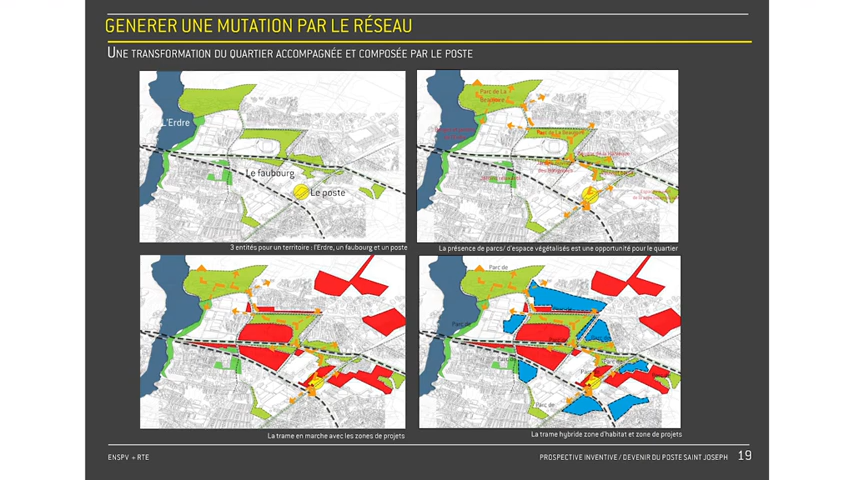 GENERER UNE MUTATION PAR LE RÉSEAU
UNE TRANSFORMATION DU QUARTIER ACCOMPAGNÉE ET COMPOSÉE PAR LE POSTE
L'Erdre
Le faubourg
Le poste
3 entités pour un territoire : l'Erdre, un faubourg et un poste
Parc de La
Parc de La
La présence de parcs/ d'espace végétalisés est une opportunité pour le quartier
La trame en marche avec les zones de projets
Parc de
Parc de
La trame hybride zone d'habitat et zone de projets
ENSPV + RTE
PROSPECTIVE INVENTIVE / DEVENIR DU POSTE SAINT JOSEPH 19